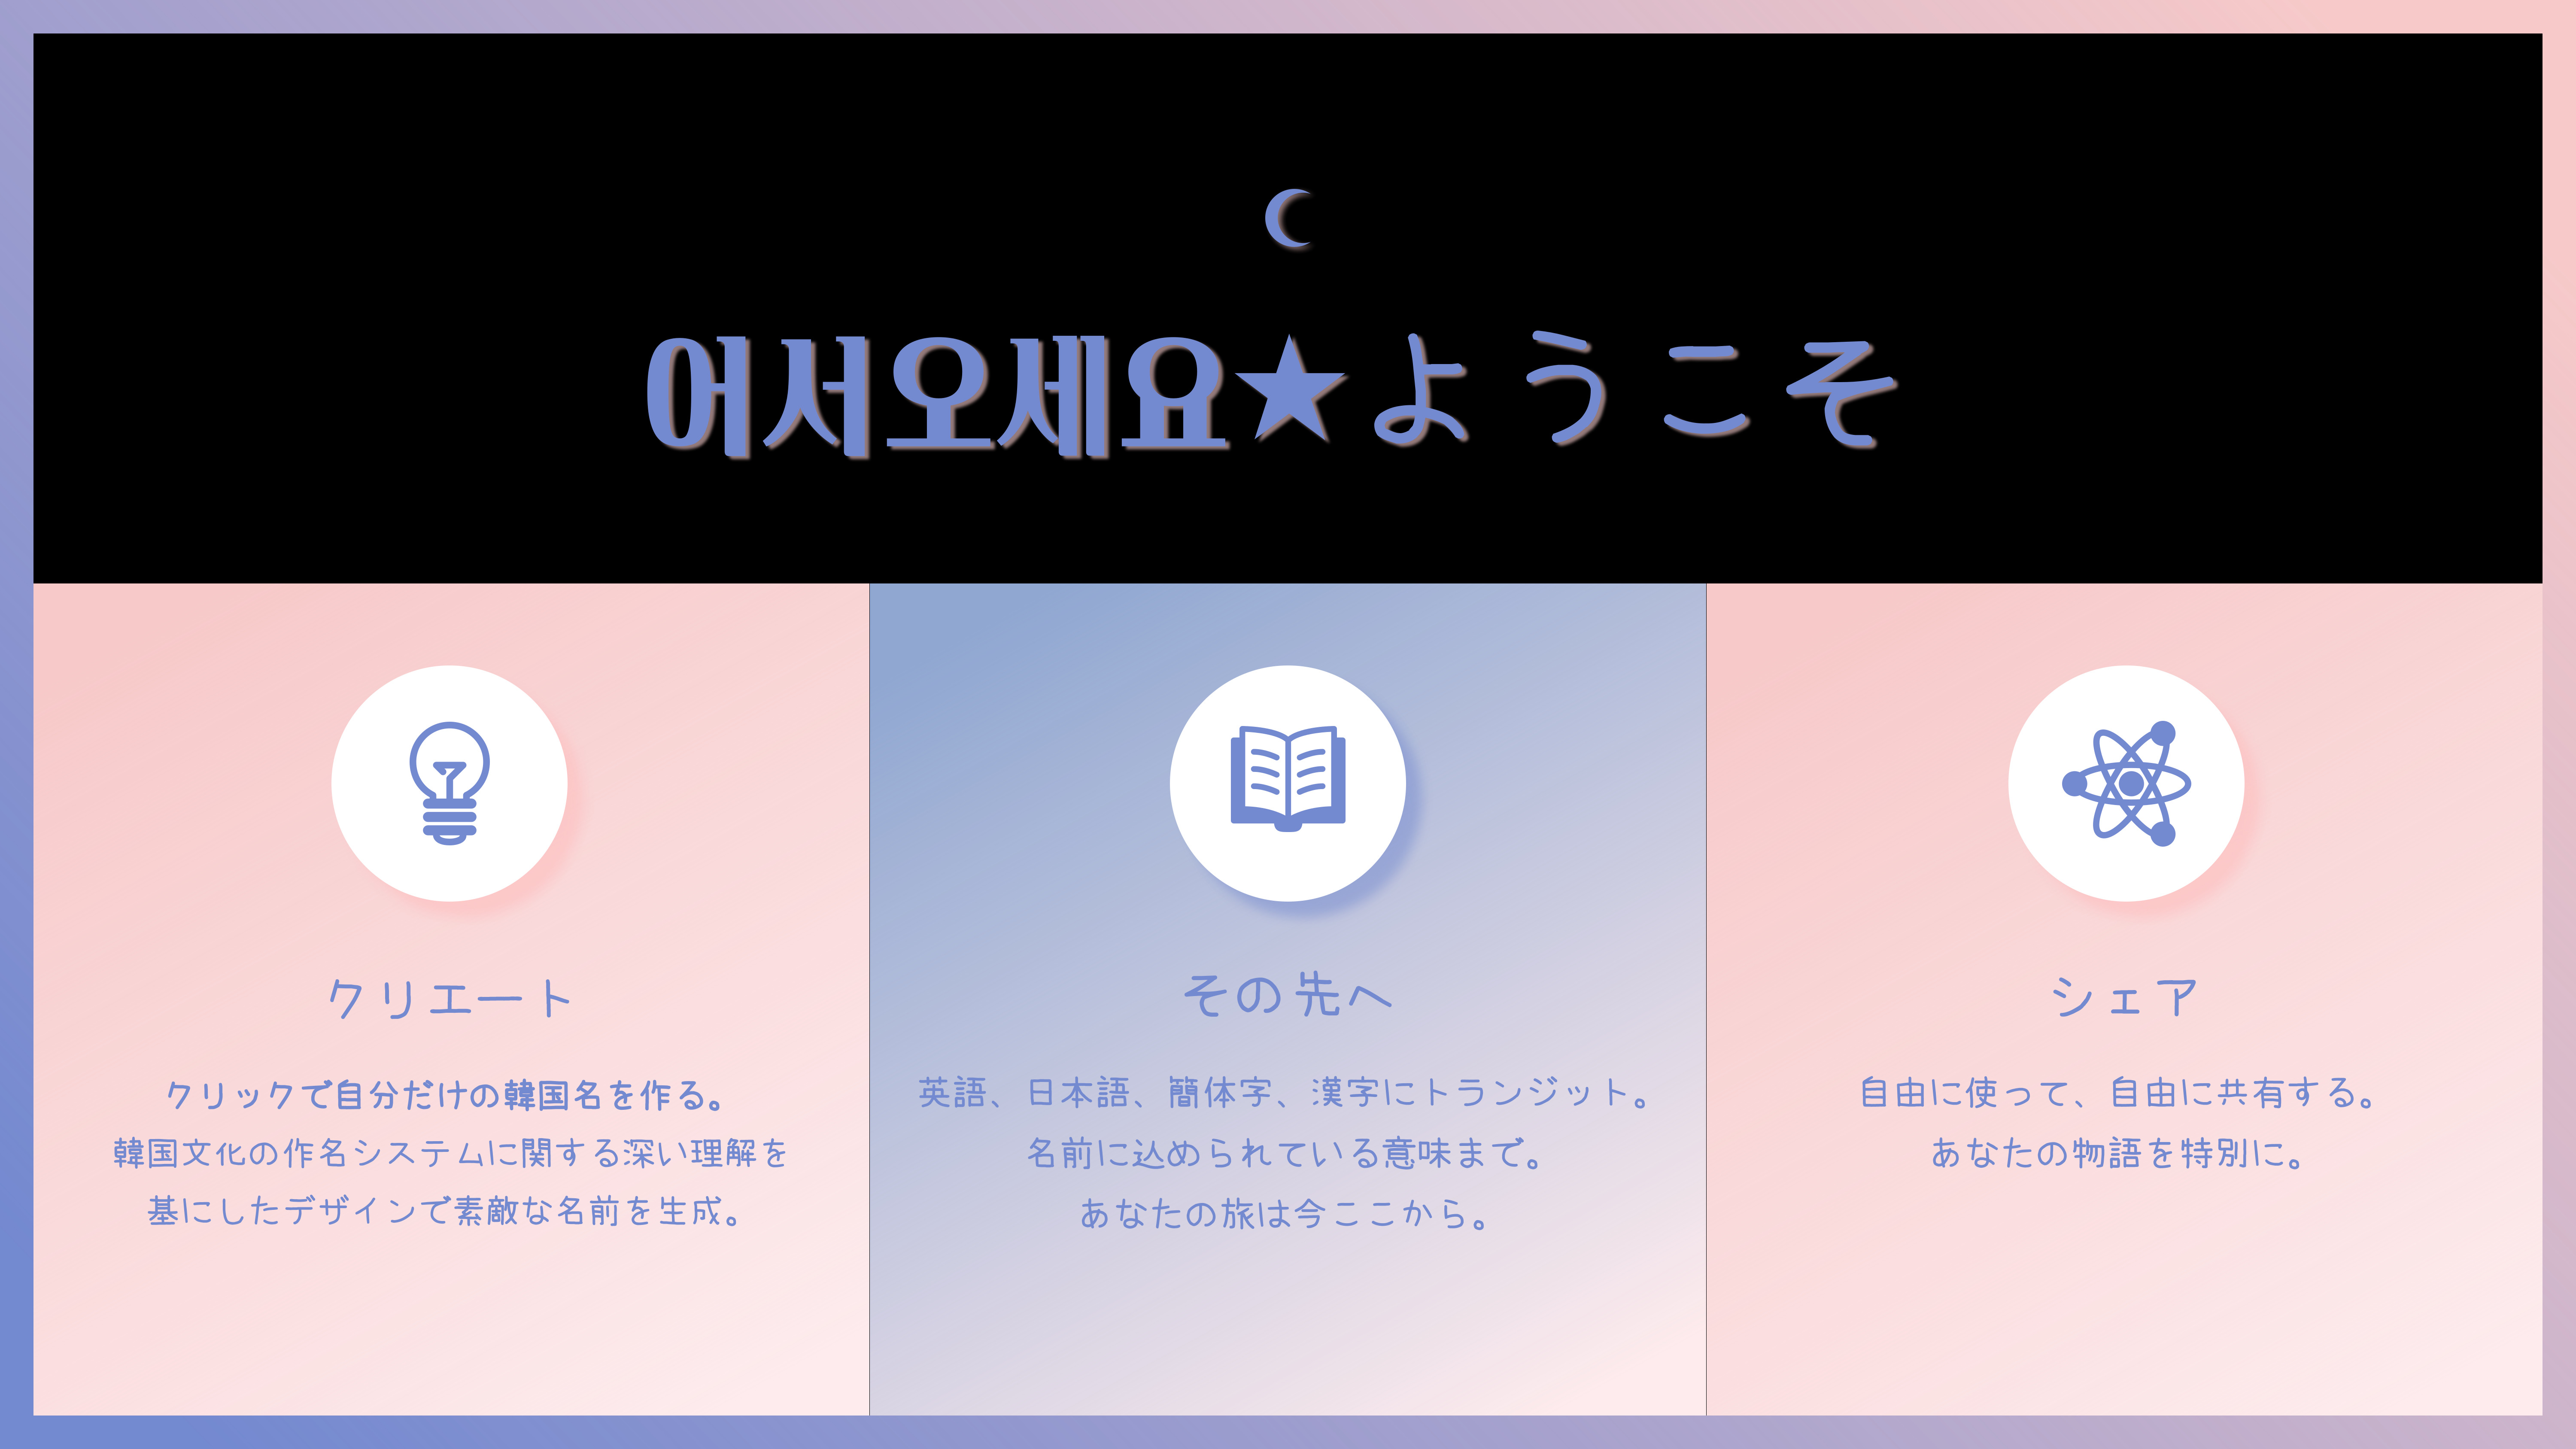 어서오세요★ようこそ
クリエート
クリックで自分だけの韓国名を作る。
韓国文化の作名システムに関する深い理解を
基にしたデザインで素敵な名前を生成。
その先へ
英語、日本語、簡体字、漢字にトランジット。
名前に込められている意味まで。
あなたの旅は今ここから。
シェア
自由に使って、自由に共有する。
あなたの物語を特別に。